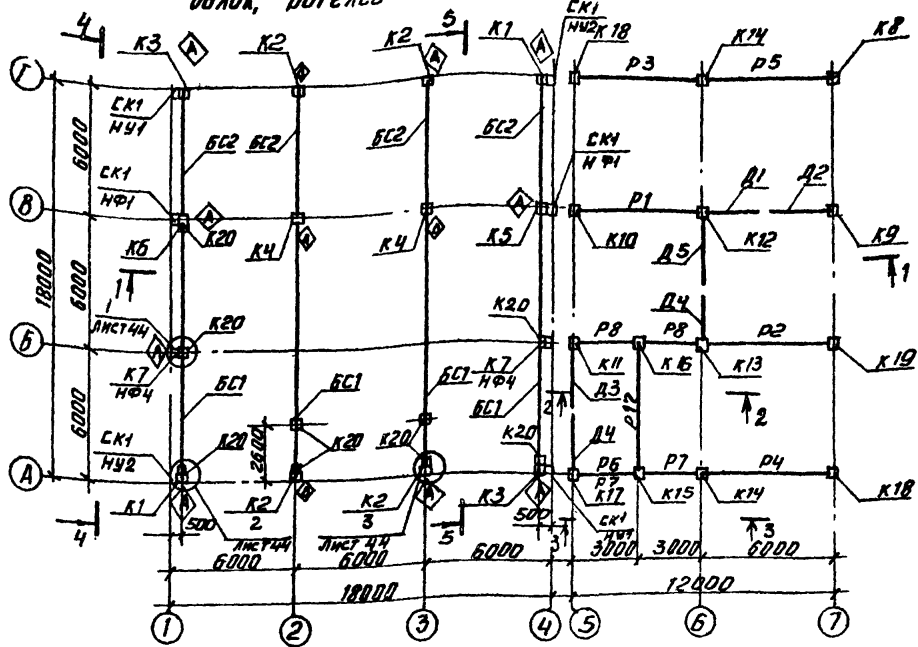 балок, ригелей
4 К3 А К2 К2 А 5 К1 А СК1 НУ2 К18 К14 К8
Г Р3 Р5
СК1 НУ1 БС2 БС2 БС2 БС2 СК1 НФ1
6000
СК1 НФ1 А А Р1 Д1 Д2
В
К6 К20 К4 К4 К5 К10 Д5 К12 К9
1 1
18000 6000
1 ЛИСТ 44 К20 К20 Д4
Б А Р8 Р8 Р2
К7 НФ4 К7 НФ4 К11 К16 К13 К19
БС1 БС1 БС1 БС1 2 Д3 Р12 2
6000
СК1 НУ2 К20 2600 К20 К20 К20 Д4
А Р6 Р7 Р7 Р4
К1 А К2 К2 А К3 А К17 К15 К14 К18
4 500 2 3 5 500 СК1 НУ1 3 3
ЛИСТ 44 ЛИСТ 44
6000 6000 6000 3000 3000 6000
18000 12000
1 2 3 4 5 6 7